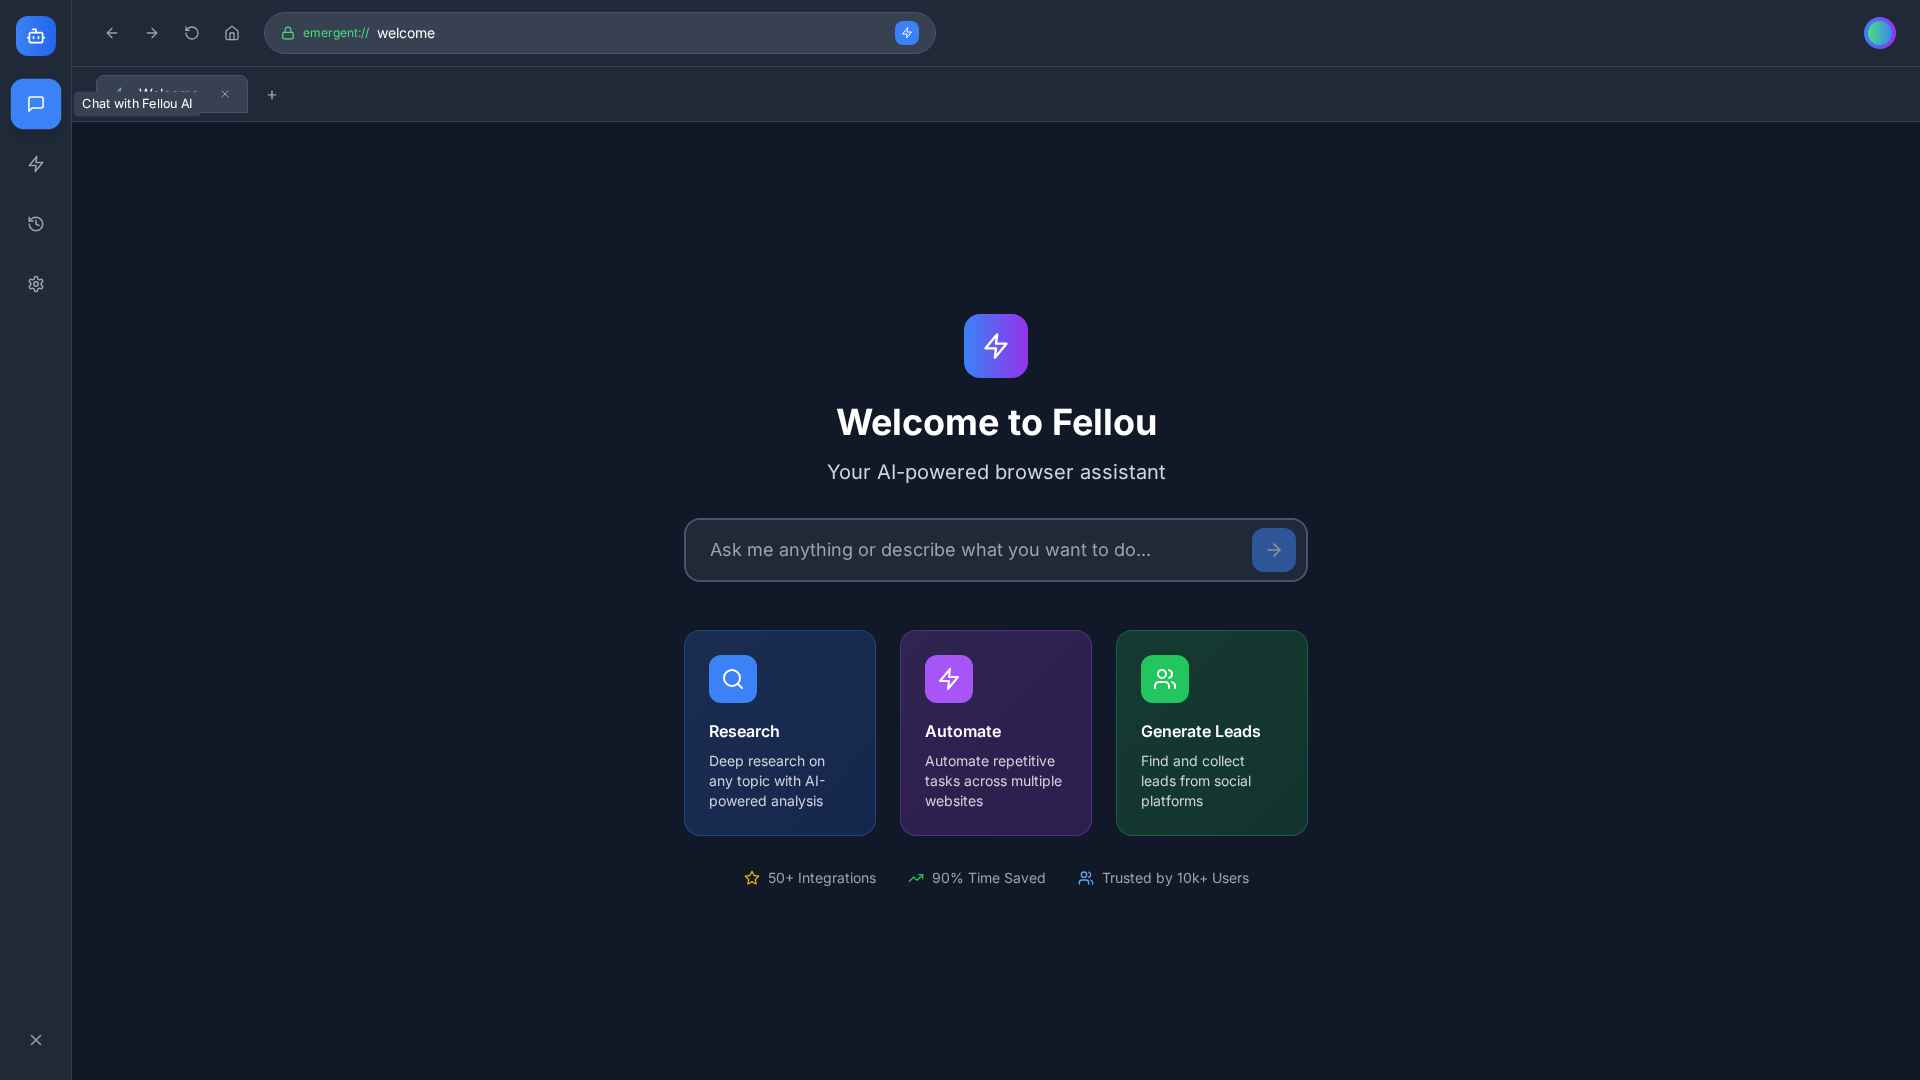 emergent:// welcome
Chat with Fellou AI
Welcome to Fellou
Your AI-powered browser assistant
Ask me anything or describe what you want to do...
Research
Deep research on
any topic with AI-
powered analysis
Automate
Automate repetitive
tasks across multiple
websites
Generate Leads
Find and collect
leads from social
platforms
50+ Integrations
90% Time Saved
Trusted by 10k+ Users